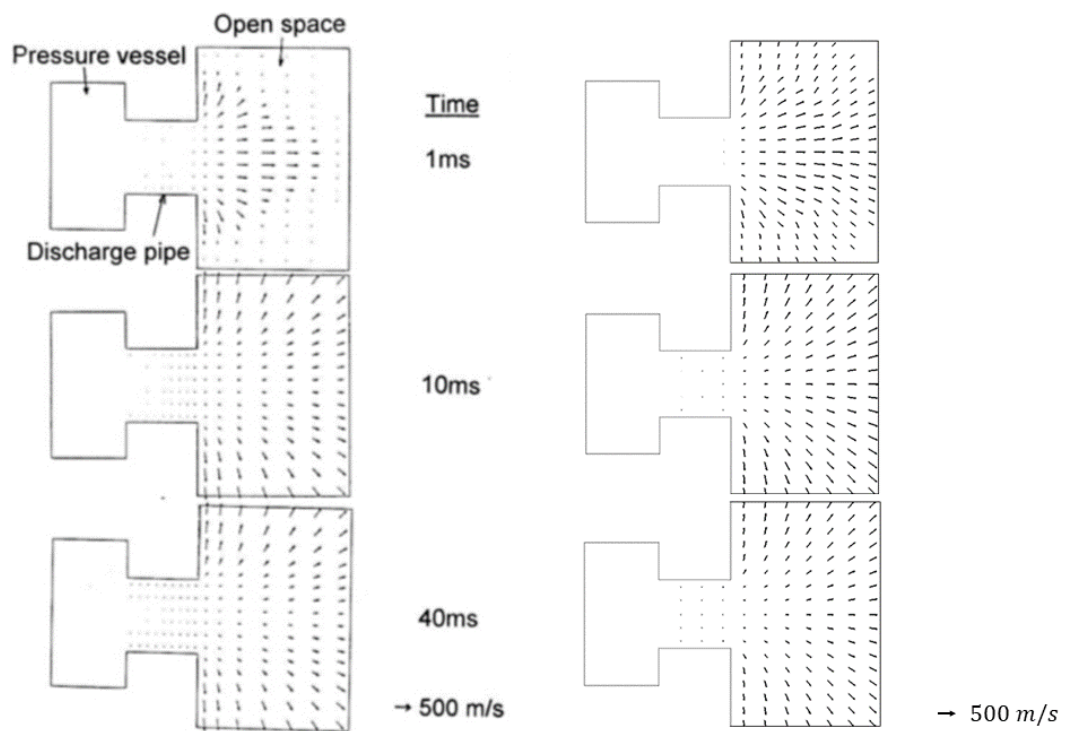 Open space
Pressure vessel
Time
1ms
Discharge pipe
10ms
40ms
→ 500 m/s
→ 500 m/s